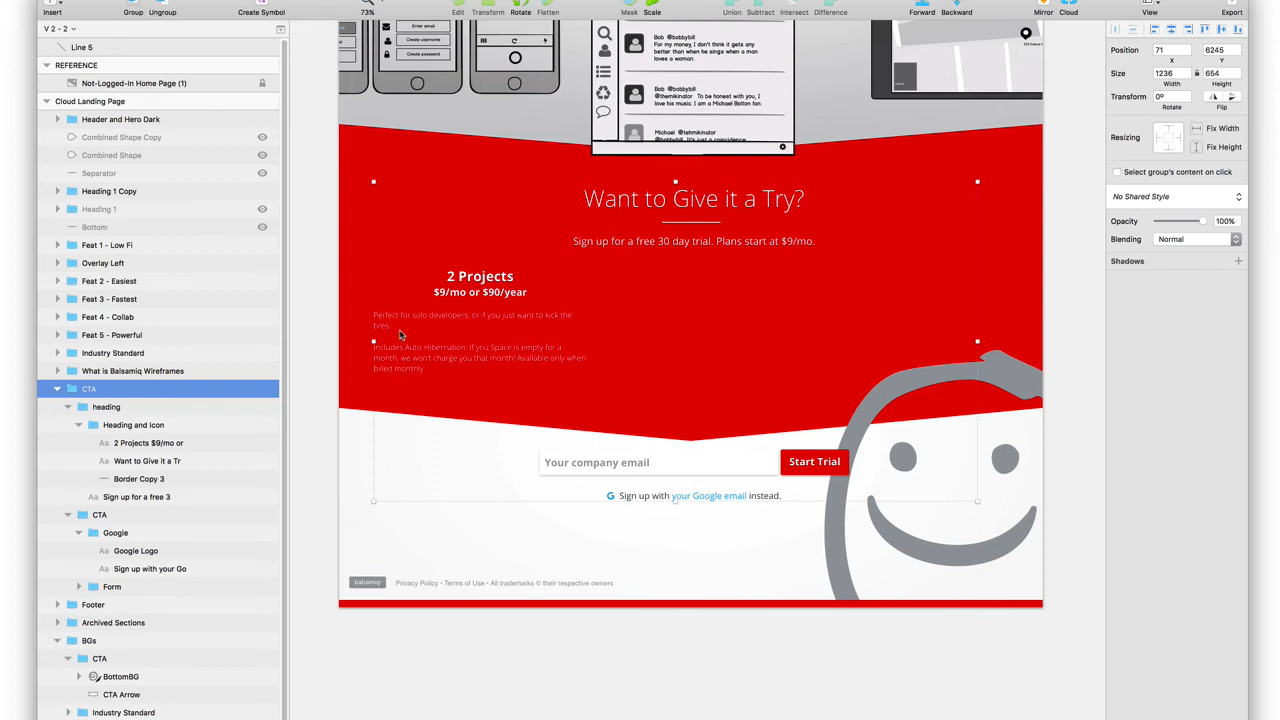 Insert
73%
Group Ungroup Create Symbol Edit Transform Rotate Flatten Mask Scale Union Subtract Intersect Difference Forward Backward Mirror Cloud View Export
V 2 - 2
Line 5
REFERENCE
Not-Logged-In Home Page (1)
Cloud Landing Page
Header and Hero Dark
Combined Shape Copy
Combined Shape
Separator
Heading 1 Copy
Heading 1
Bottom
Feat 1 - Low Fi
Overlay Left
Feat 2 - Easiest
Feat 3 - Fastest
Feat 4 - Collab
Feat 5 - Powerful
Industry Standard
What is Balsamiq Wireframes
CTA
heading
Heading and Icon
2 Projects $9/mo or
Want to Give it a Tr
Border Copy 3
Sign up for a free 3
CTA
Google
Google Logo
Sign up with your Go
Form
Footer
Archived Sections
BGs
CTA
BottomBG
CTA Arrow
Industry Standard
Enter email
Create username
Create password
Bob @bobbybill
For my money, I don't think it gets any
better than when he sings when a man
loves a woman.
Bob @bobbybill
@themikinator To be honest with you, I
love his music. I am a Michael Bolton fan.
Michael @tehmikinator
@bobbybill It's just a coincidence.
Want to Give it a Try?
Sign up for a free 30 day trial. Plans start at $9/mo.
2 Projects
$9/mo or $90/year
Perfect for solo developers, or if you just want to kick the
tires
Includes Auto Hibernation: If you Space is empty for a
month, we won't charge you that month! Available only when
billed monthly
Your company email
Start Trial
G Sign up with your Google email instead.
balsamiq Privacy Policy • Terms of Use • All trademarks © their respective owners
Position 71 6245
X Y
Size 1236 654
Width Height
Transform 0º
Rotate Flip
Resizing
Fix Width
Fix Height
Select group's content on click
No Shared Style
Opacity 100%
Blending Normal
Shadows